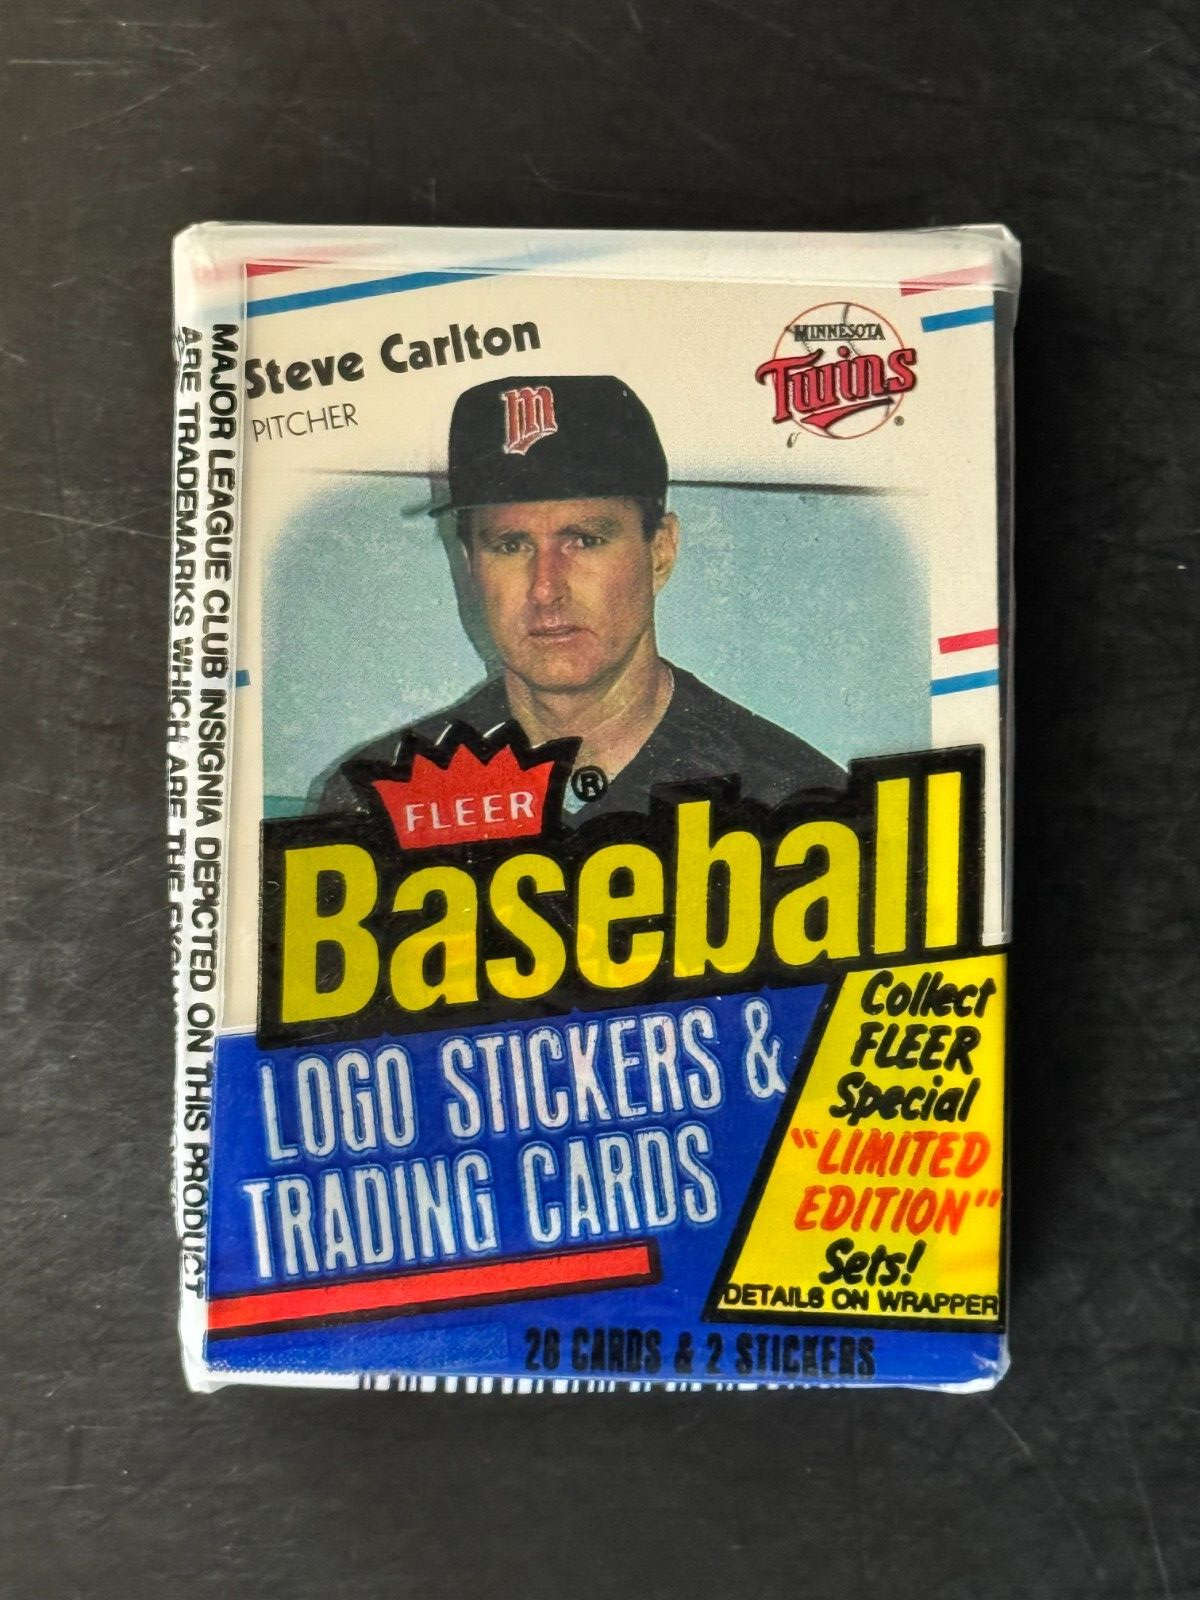 Steve Carlton
PITCHER
m
MINNESOTA
Twins
®
MAJOR LEAGUE CLUB INSIGNIA DEPICTED ON THIS PRODUCT
ARE TRADEMARKS WHICH ARE THE
FLEER ®
Baseball
LOGO STICKERS &
TRADING CARDS
Collect
FLEER
Special
"LIMITED
EDITION"
Sets!
DETAILS ON WRAPPER
28 CARDS & 2 STICKERS